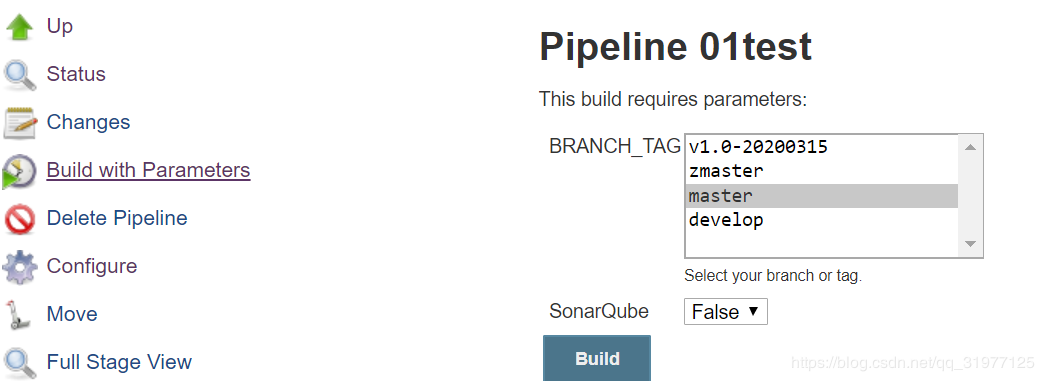 Up
Status
Changes
Build with Parameters
Delete Pipeline
Configure
Move
Full Stage View
Pipeline 01test
This build requires parameters:
BRANCH_TAG
v1.0-20200315
zmaster
master
develop
Select your branch or tag.
SonarQube
False
Build
https://blog.csdn.net/qq_31977125